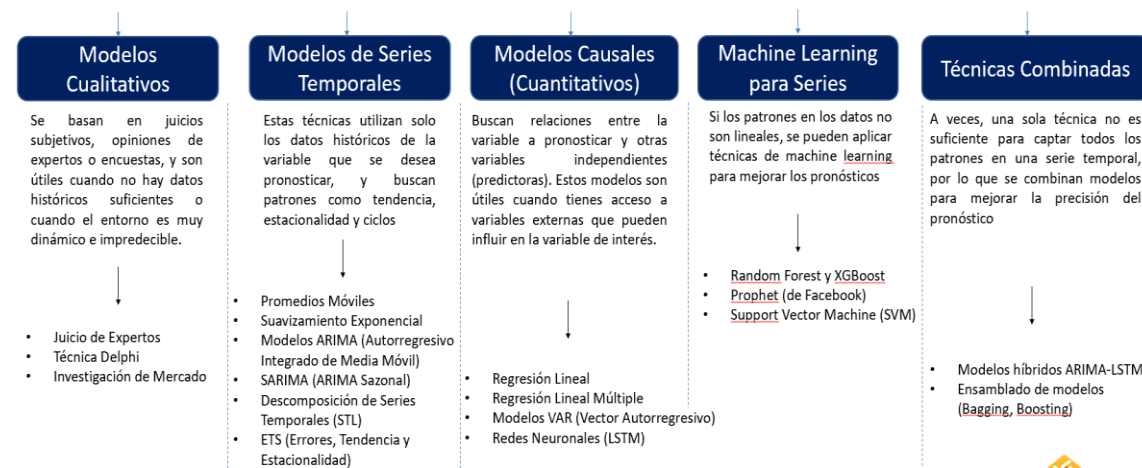 Modelos
Cualitativos
Se basan en juicios
subjetivos, opiniones de
expertos o encuestas, y son
útiles cuando no hay datos
históricos suficientes o
cuando el entorno es muy
dinámico e impredecible.
• Juicio de Expertos
• Técnica Delphi
• Investigación de Mercado
Modelos de Series
Temporales
Estas técnicas utilizan solo
los datos históricos de la
variable que se desea
pronosticar, y buscan
patrones como tendencia,
estacionalidad y ciclos
• Promedios Móviles
• Suavizamiento Exponencial
• Modelos ARIMA (Autorregresivo
Integrado de Media Móvil)
• SARIMA (ARIMA Sazonal)
• Descomposición de Series
Temporales (STL)
• ETS (Errores, Tendencia y
Estacionalidad)
Modelos Causales
(Cuantitativos)
Buscan relaciones entre la
variable a pronosticar y otras
variables independientes
(predictoras). Estos modelos son
útiles cuando tienes acceso a
variables externas que pueden
influir en la variable de interés.
• Regresión Lineal
• Regresión Lineal Múltiple
• Modelos VAR (Vector Autorregresivo)
• Redes Neuronales (LSTM)
Machine Learning
para Series
Si los patrones en los datos no
son lineales, se pueden aplicar
técnicas de machine learning
para mejorar los pronósticos
• Random Forest y XGBoost
• Prophet (de Facebook)
• Support Vector Machine (SVM)
Técnicas Combinadas
A veces, una sola técnica no es
suficiente para captar todos los
patrones en una serie temporal,
por lo que se combinan modelos
para mejorar la precisión del
pronóstico
• Modelos híbridos ARIMA-LSTM
• Ensamblado de modelos
(Bagging, Boosting)